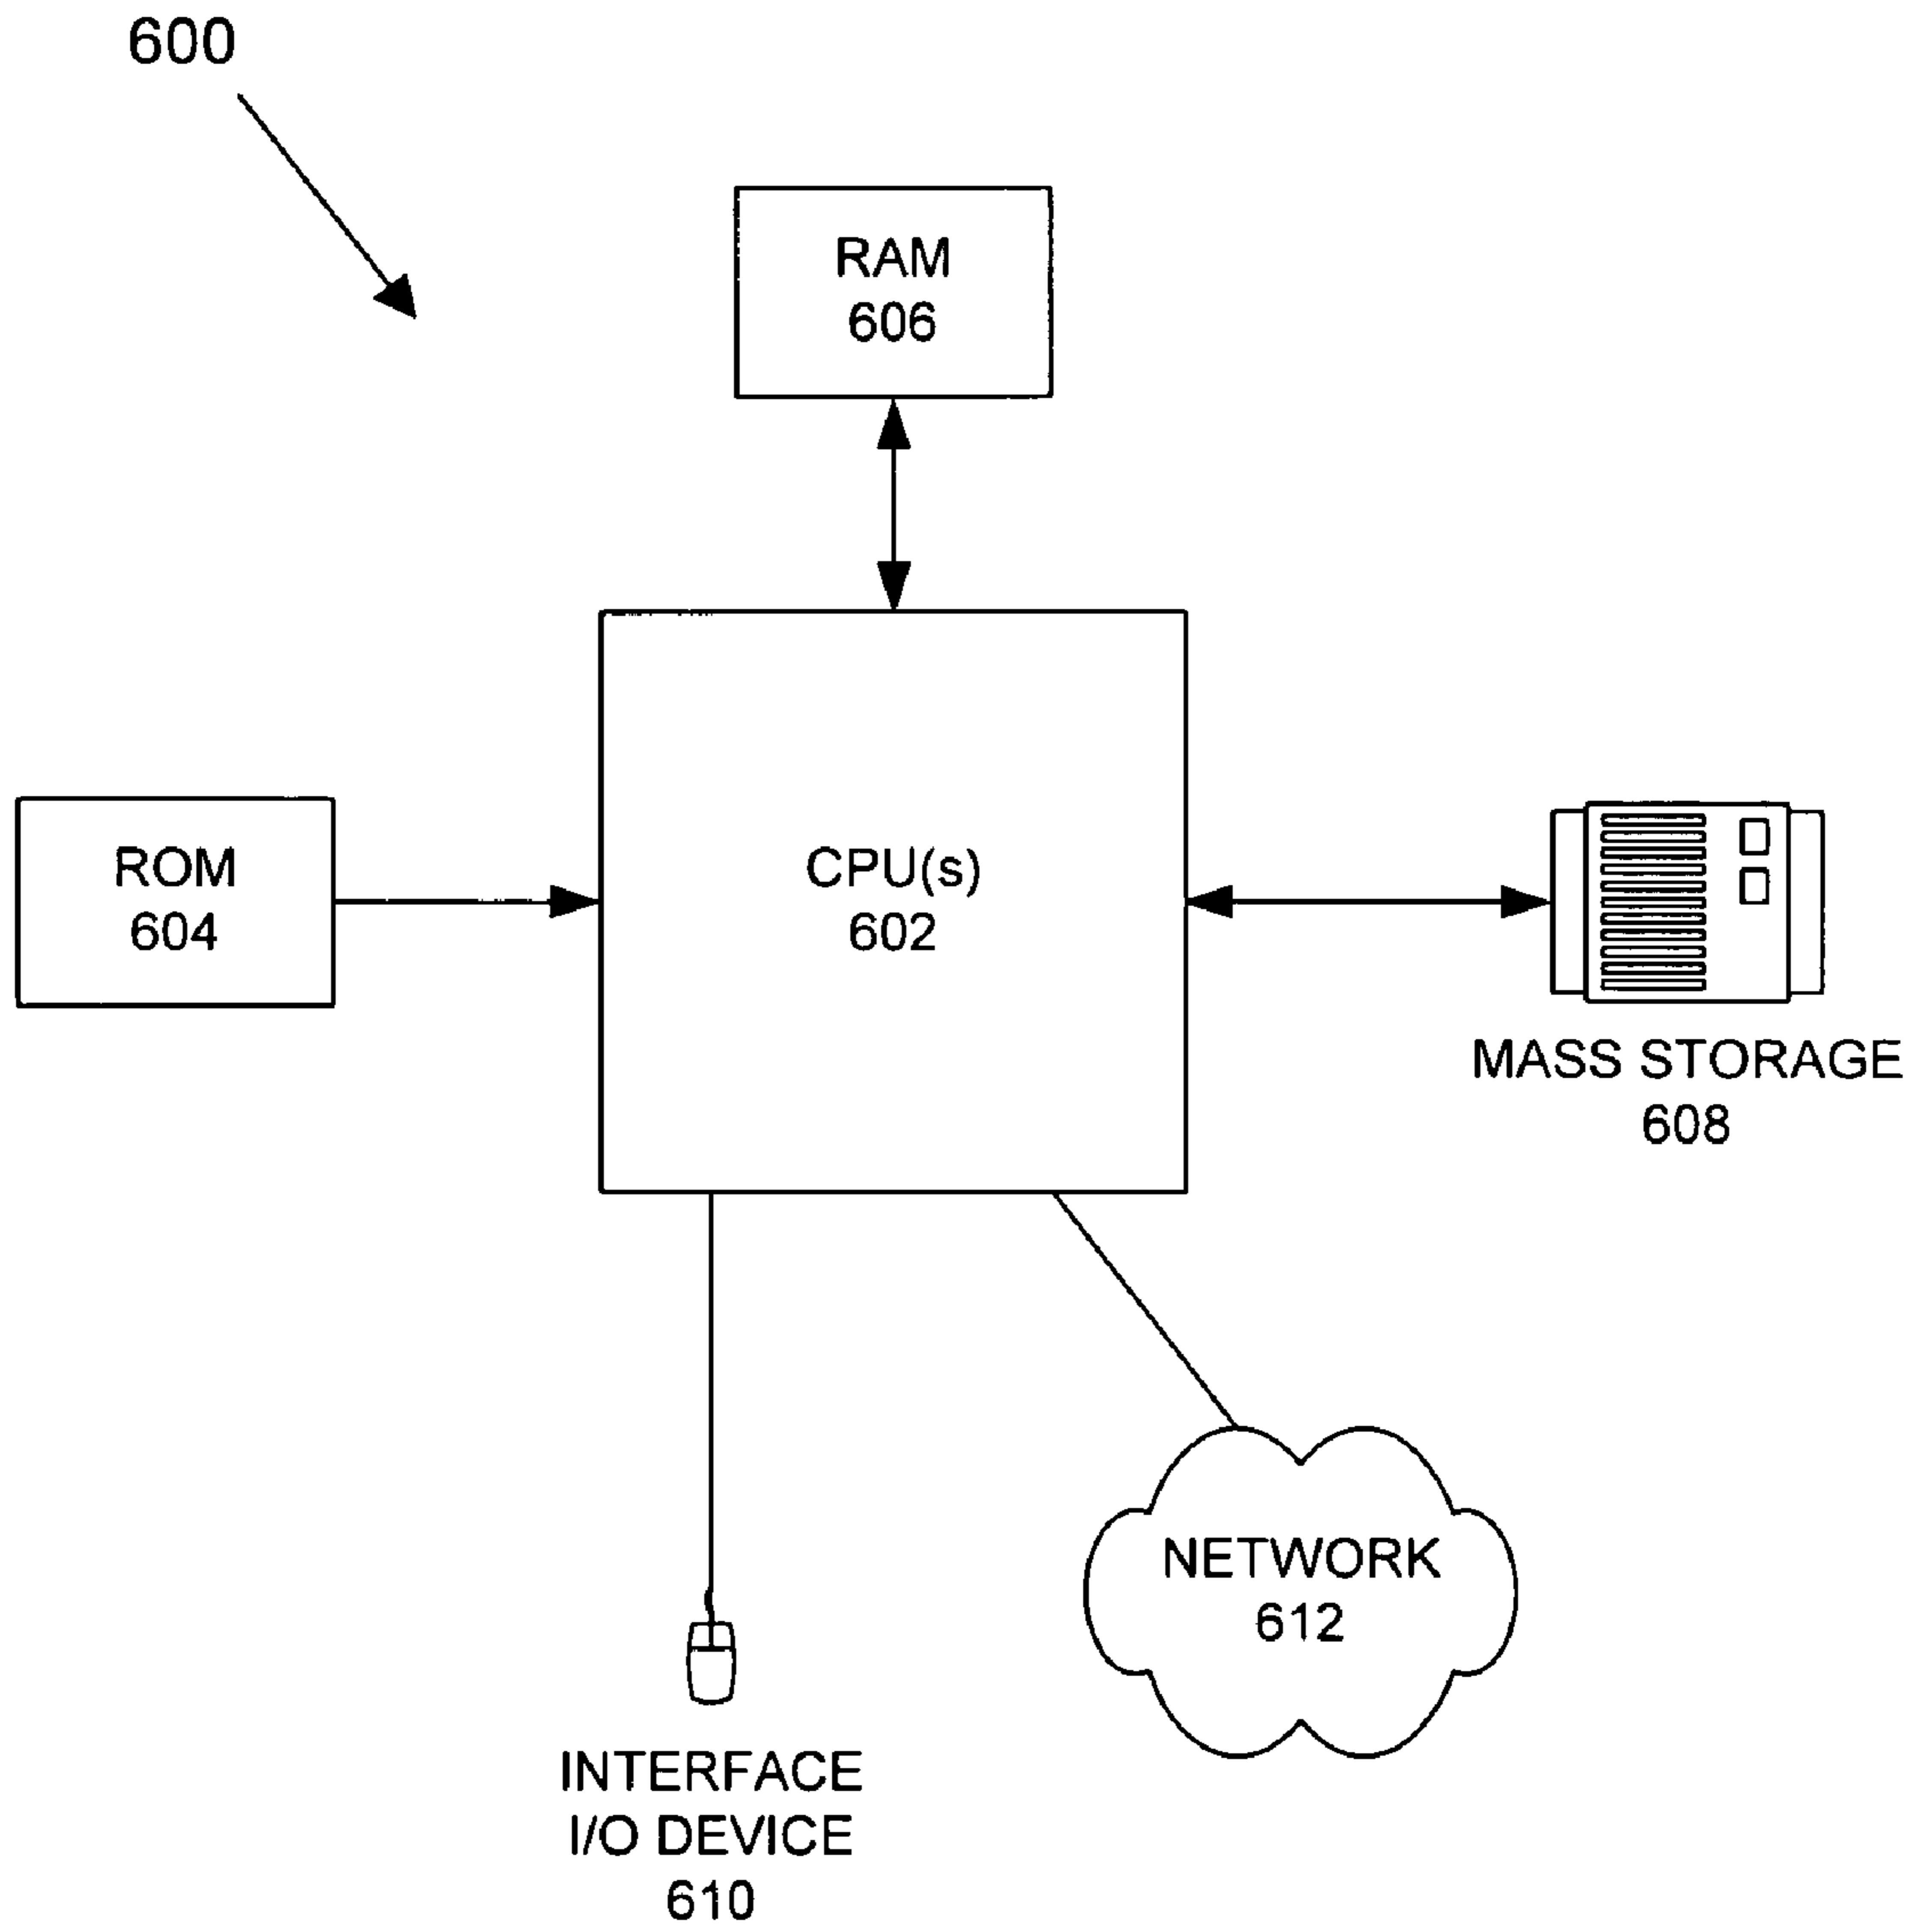 600
RAM
606
ROM
604
CPU(s)
602
MASS STORAGE
608
NETWORK
612
INTERFACE
I/O DEVICE
610